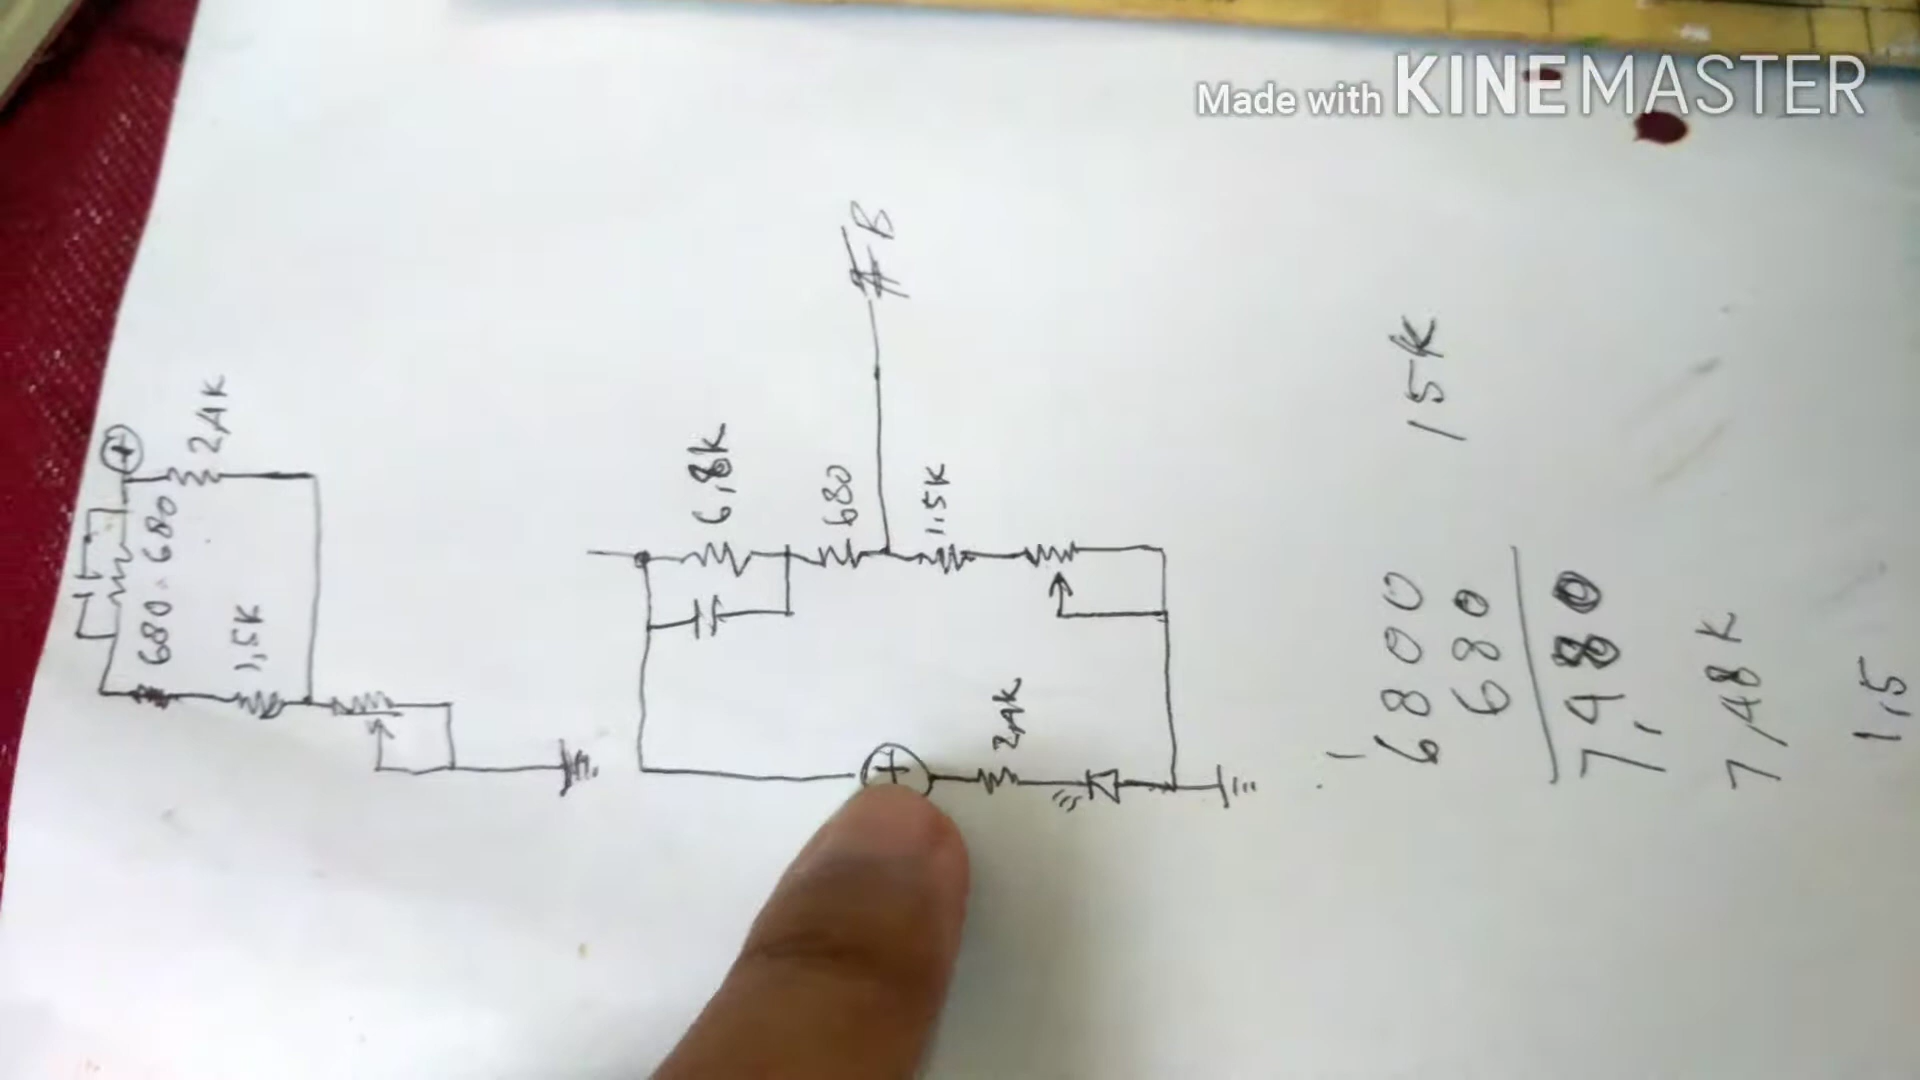 Made with KINEMASTER
2,4K
680.680
1,5K
FB
6,8K
680
1.5K
2,4K
15K
6800
680
7,480
7,48K
1,5